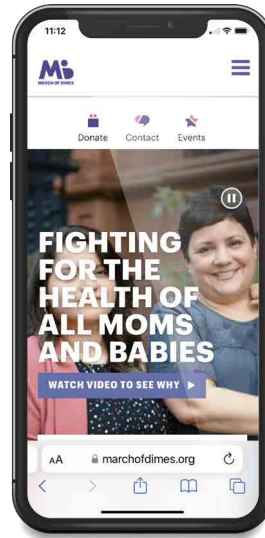 11:12
MARCH OF DIMES
Donate Contact Events
FIGHTING
FOR THE
HEALTH OF
ALL MOMS
AND BABIES
WATCH VIDEO TO SEE WHY
AA marchofdimes.org